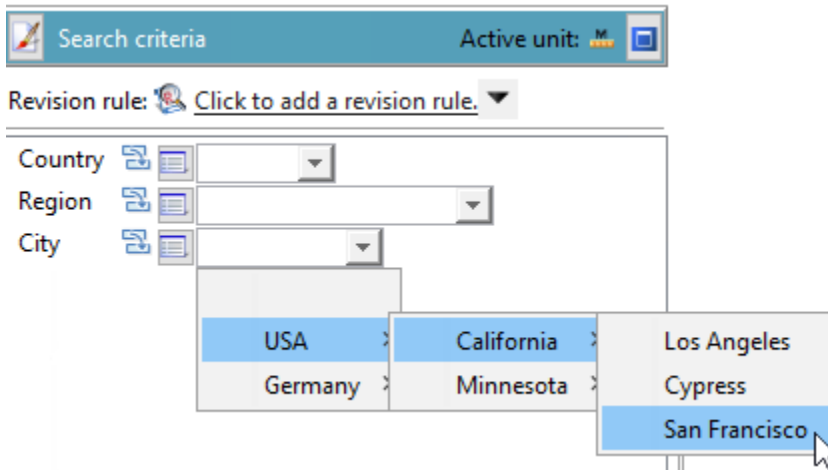 Search criteria Active unit:
Revision rule: Click to add a revision rule.
Country
Region
City
USA California Los Angeles
Germany Minnesota Cypress
San Francisco